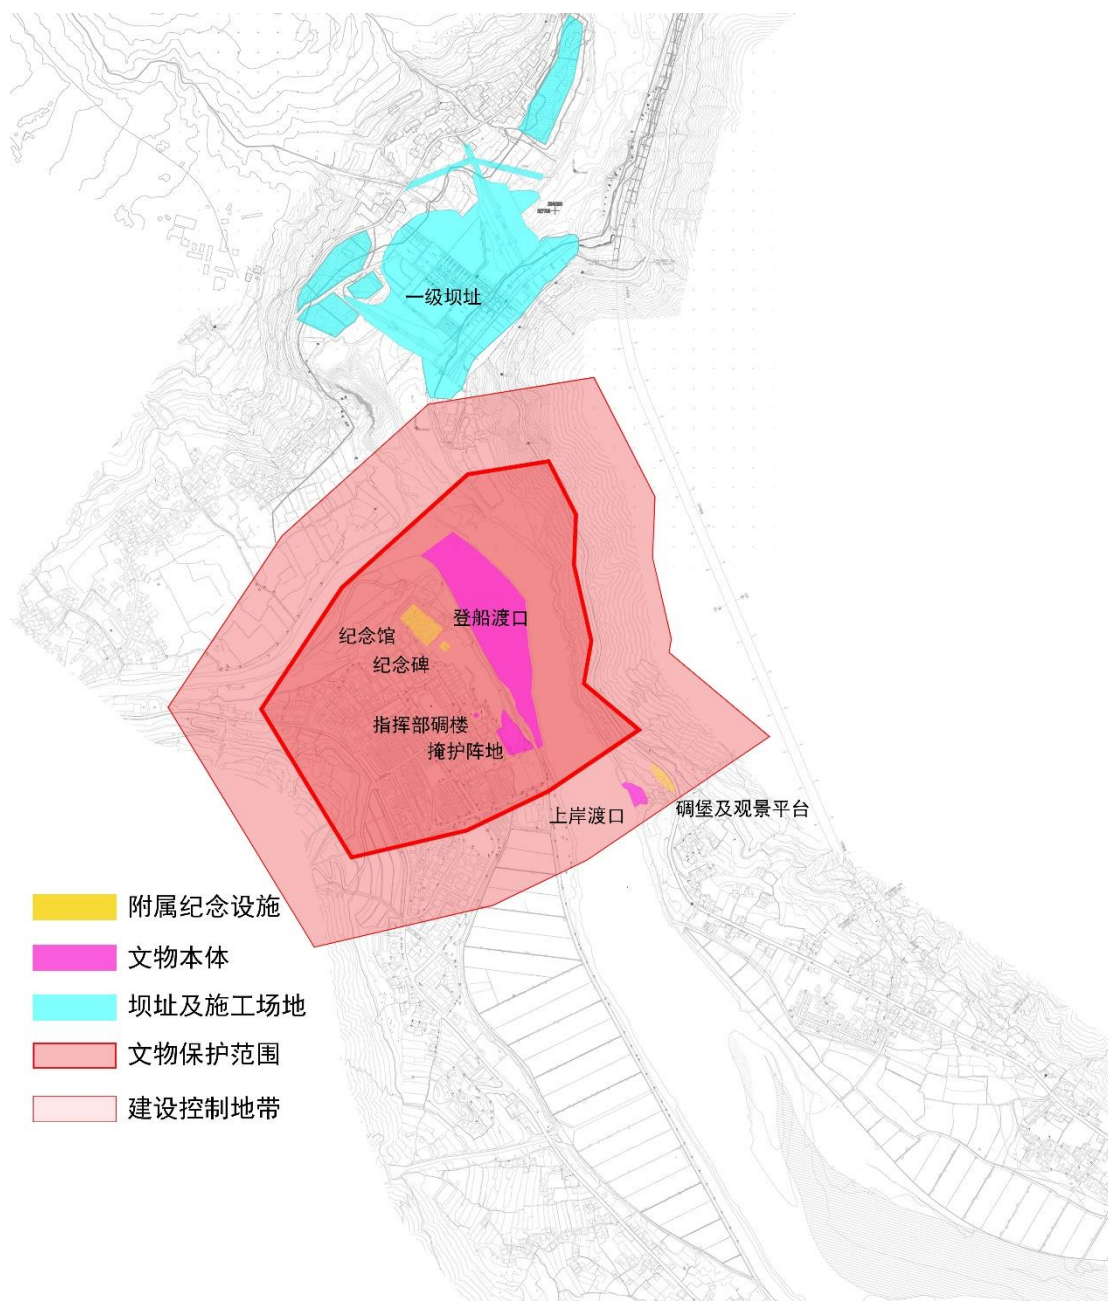 一级坝址
登船渡口
纪念馆
纪念碑
指挥部碉楼
掩护阵地
上岸渡口
碉堡及观景平台
附属纪念设施
文物本体
坝址及施工场地
文物保护范围
建设控制地带